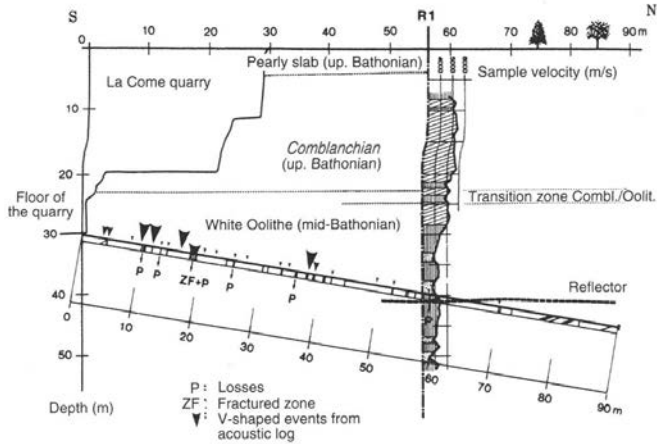 S R1 N
0 10 20 30 40 50 60 70 80 90 m
Pearly slab (up. Bathonian)
La Come quarry
Sample velocity (m/s)
10
Comblanchian
(up. Bathonian)
20
Floor of
the quarry
Transition zone Combl./Oolit.
White Oolithe (mid-Bathonian)
30
P P ZF+P P P
Reflector
40
P
0 10 20 30 40 50 60 70 80 90 m
50
Depth (m)
P : Losses
ZF : Fractured zone
V-shaped events from
acoustic log